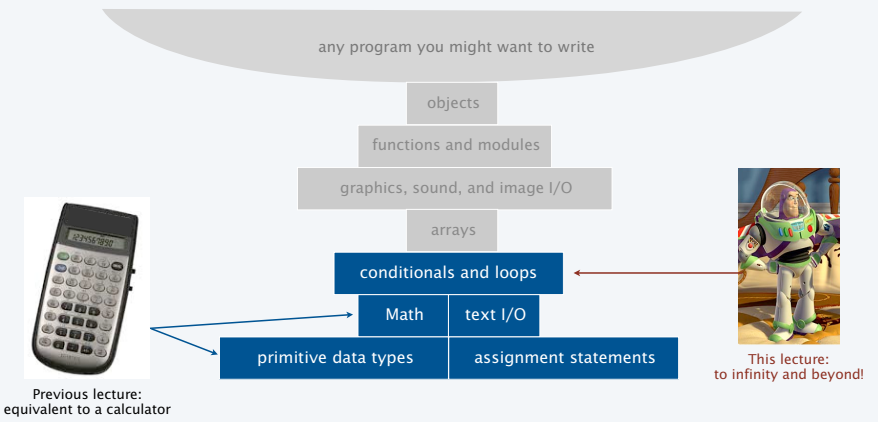 any program you might want to write
objects
functions and modules
graphics, sound, and image I/O
arrays
conditionals and loops
Math
text I/O
primitive data types
assignment statements
1234567890
Previous lecture:
equivalent to a calculator
This lecture:
to infinity and beyond!